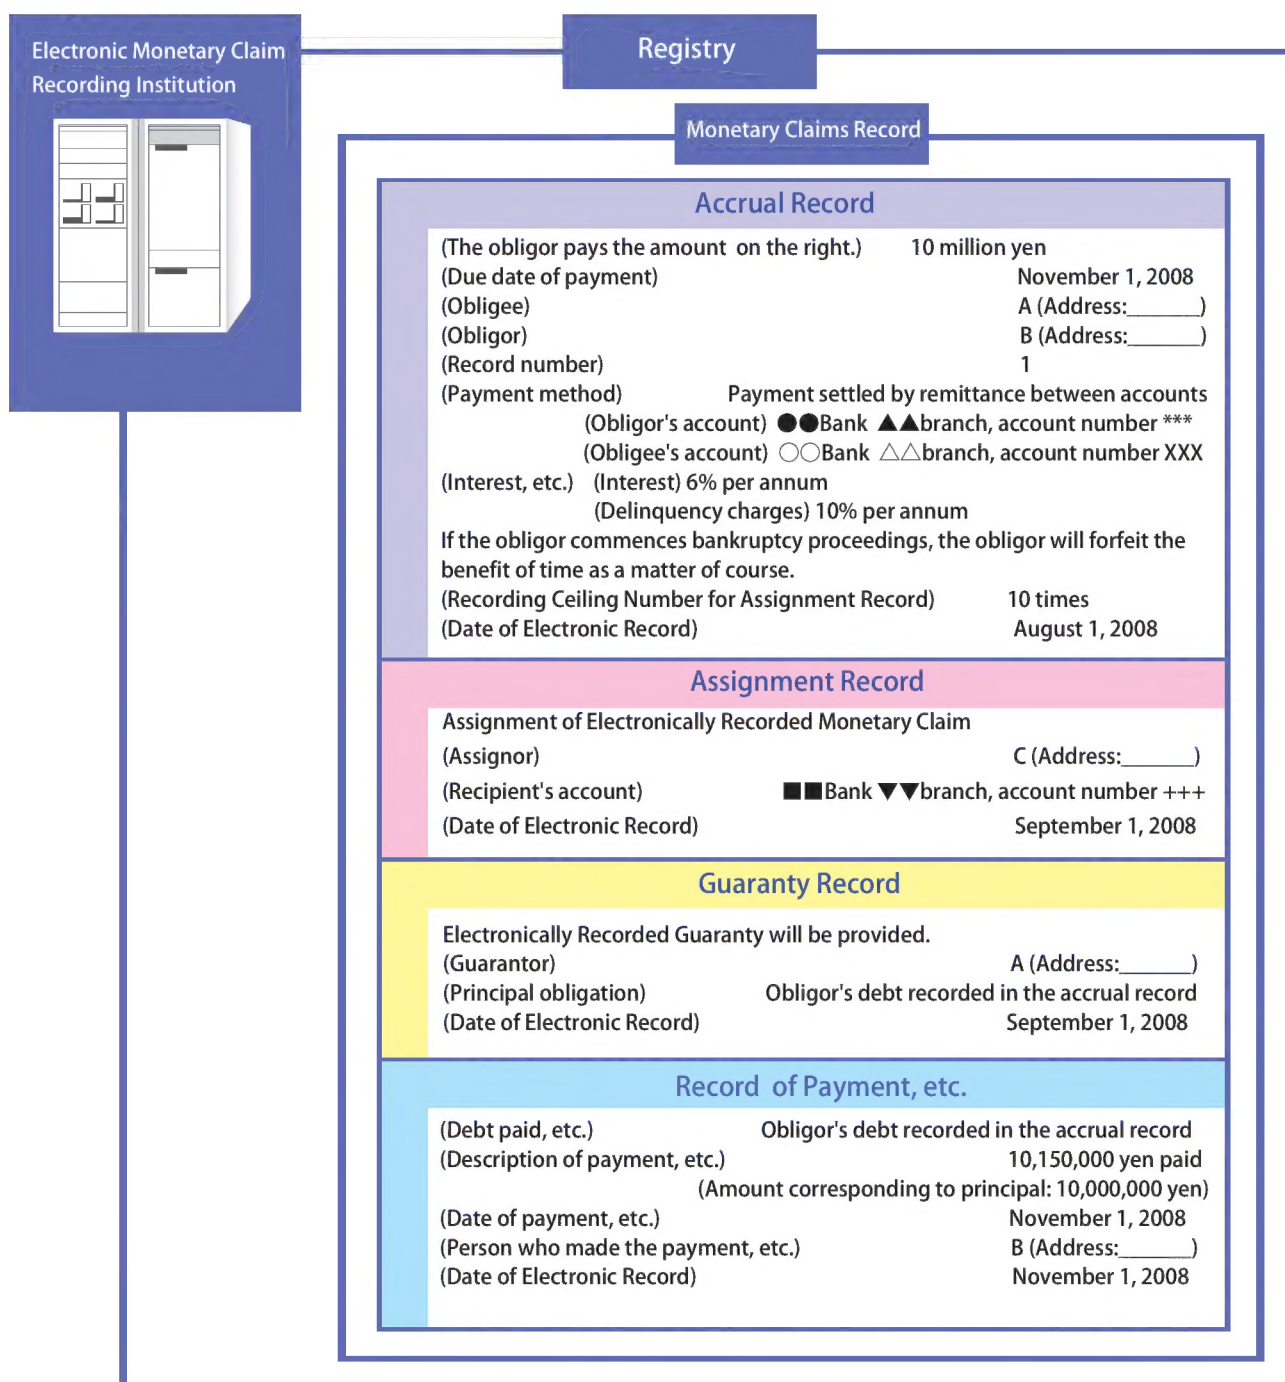 Electronic Monetary Claim
Recording Institution
Registry
Monetary Claims Record
Accrual Record
(The obligor pays the amount on the right.) 10 million yen
(Due date of payment) November 1, 2008
(Obligee) A (Address:_______)
(Obligor) B (Address:_______)
(Record number) 1
(Payment method) Payment settled by remittance between accounts
(Obligor's account) ●●Bank ▲▲branch, account number ***
(Obligee's account) ○○Bank △△branch, account number XXX
(Interest, etc.) (Interest) 6% per annum
(Delinquency charges) 10% per annum
If the obligor commences bankruptcy proceedings, the obligor will forfeit the
benefit of time as a matter of course.
(Recording Ceiling Number for Assignment Record) 10 times
(Date of Electronic Record) August 1, 2008
Assignment Record
Assignment of Electronically Recorded Monetary Claim
(Assignor) C (Address:_______)
(Recipient's account) ■■Bank ▼▼branch, account number +++
(Date of Electronic Record) September 1, 2008
Guaranty Record
Electronically Recorded Guaranty will be provided.
(Guarantor) A (Address:_______)
(Principal obligation) Obligor's debt recorded in the accrual record
(Date of Electronic Record) September 1, 2008
Record of Payment, etc.
(Debt paid, etc.) Obligor's debt recorded in the accrual record
(Description of payment, etc.) 10,150,000 yen paid
(Amount corresponding to principal: 10,000,000 yen)
(Date of payment, etc.) November 1, 2008
(Person who made the payment, etc.) B (Address:_______)
(Date of Electronic Record) November 1, 2008